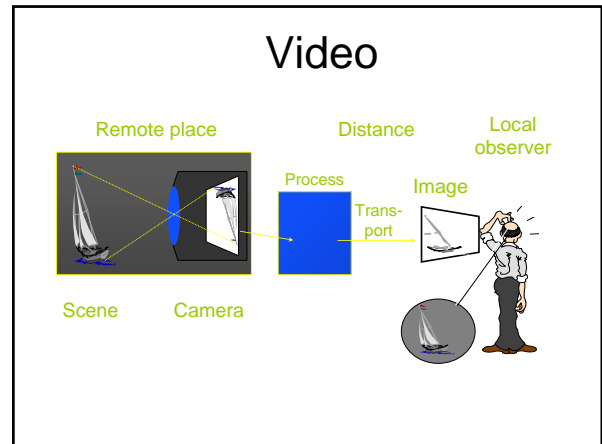 Video
Remote place
Distance
Local
observer
Process
Image
Trans-
port
Scene
Camera